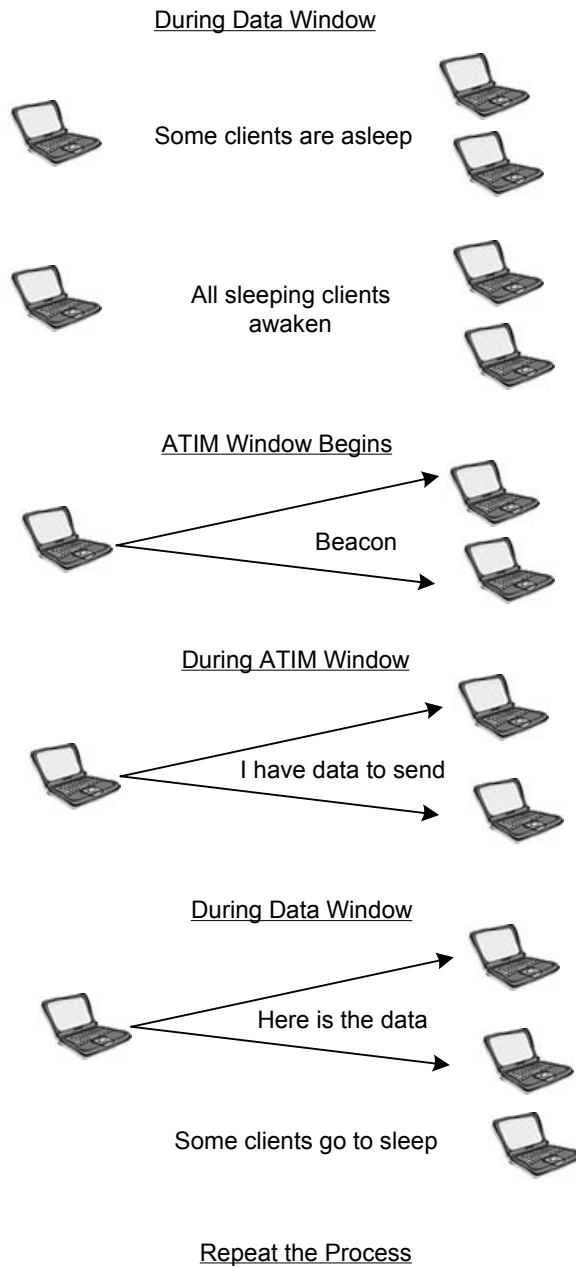 During Data Window
Some clients are asleep
All sleeping clients
awaken
ATIM Window Begins
Beacon
During ATIM Window
I have data to send
During Data Window
Here is the data
Some clients go to sleep
Repeat the Process